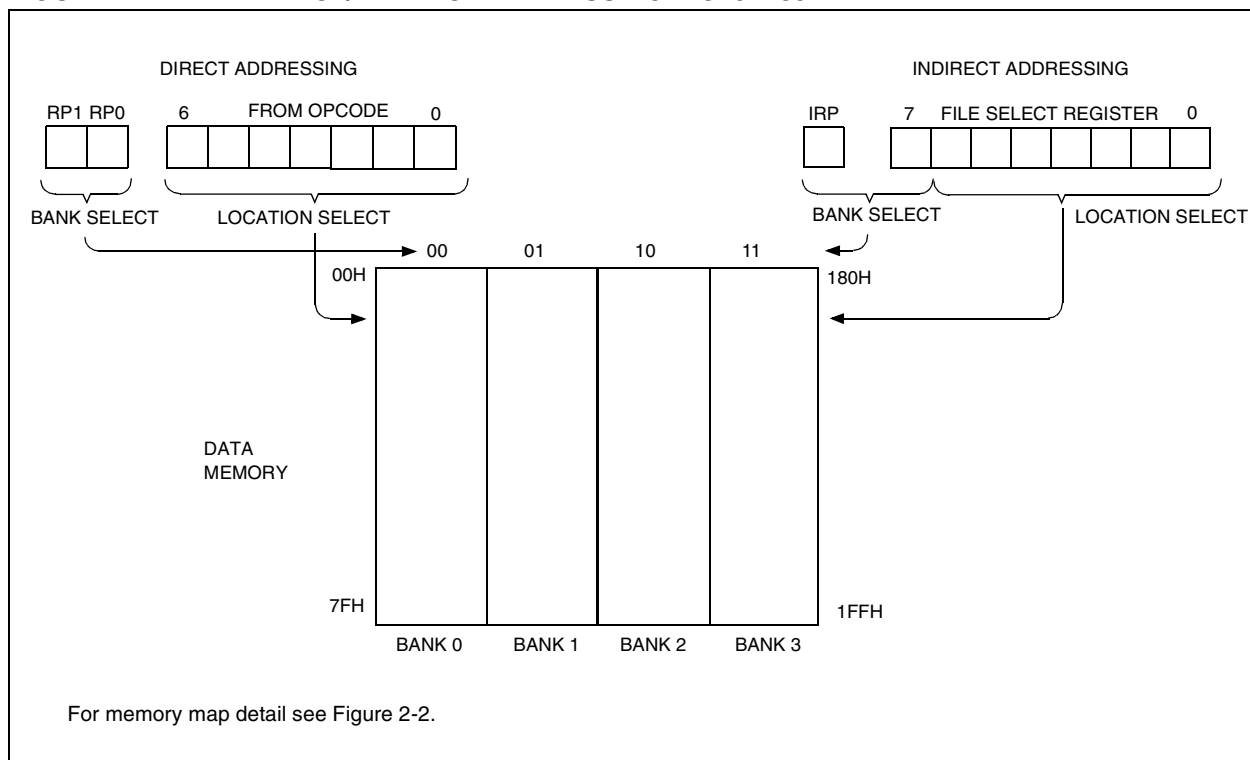 DIRECT ADDRESSING
INDIRECT ADDRESSING
RP1 RP0 6 FROM OPCODE 0
IRP 7 FILE SELECT REGISTER 0
BANK SELECT LOCATION SELECT
BANK SELECT LOCATION SELECT
00 01 10 11
00H 180H
DATA
MEMORY
7FH 1FFH
BANK 0 BANK 1 BANK 2 BANK 3
For memory map detail see Figure 2-2.